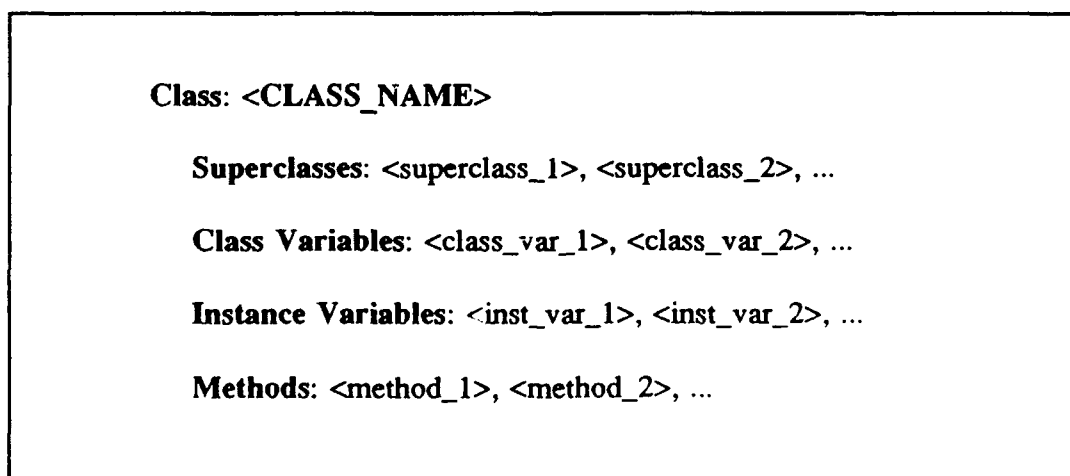 Class: <CLASS_NAME>
Superclasses: <superclass_1>, <superclass_2>, ...
Class Variables: <class_var_1>, <class_var_2>, ...
Instance Variables: <inst_var_1>, <inst_var_2>, ...
Methods: <method_1>, <method_2>, ...